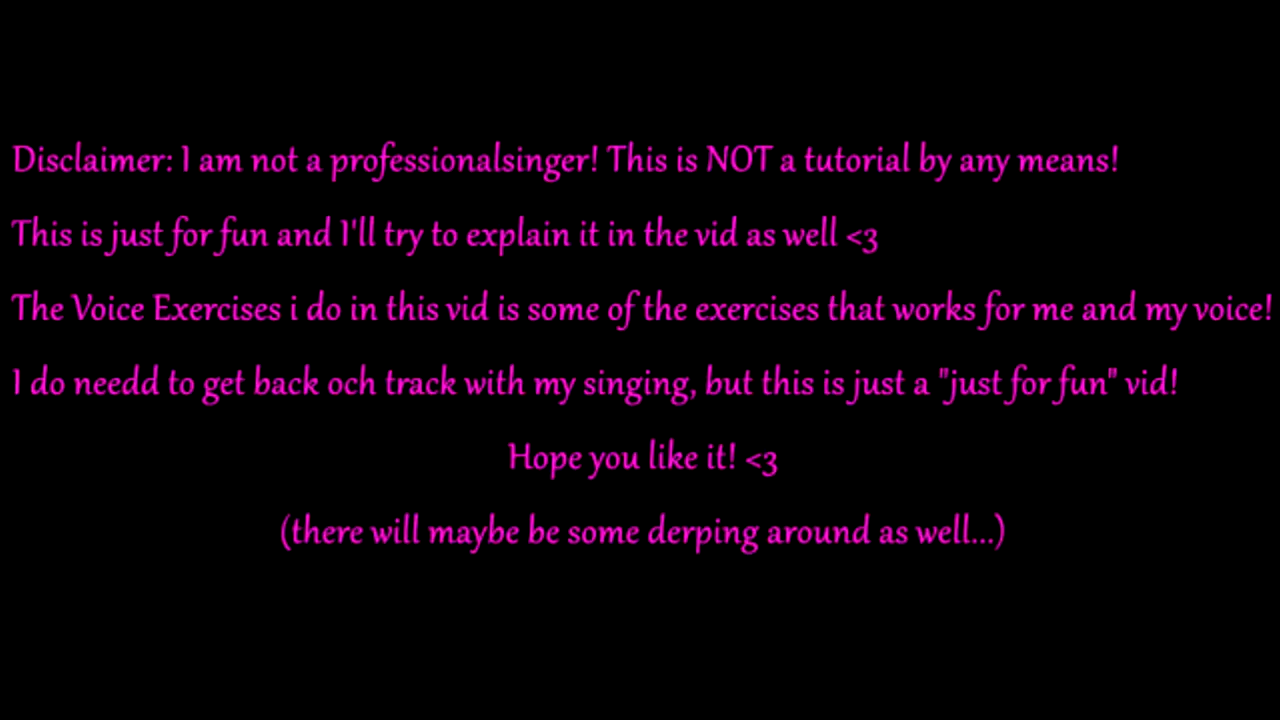 Disclaimer: I am not a professionalsinger! This is NOT a tutorial by any means!
This is just for fun and I'll try to explain it in the vid as well <3
The Voice Exercises i do in this vid is some of the exercises that works for me and my voice!
I do needd to get back och track with my singing, but this is just a "just for fun" vid!
Hope you like it! <3
(there will maybe be some derping around as well...)